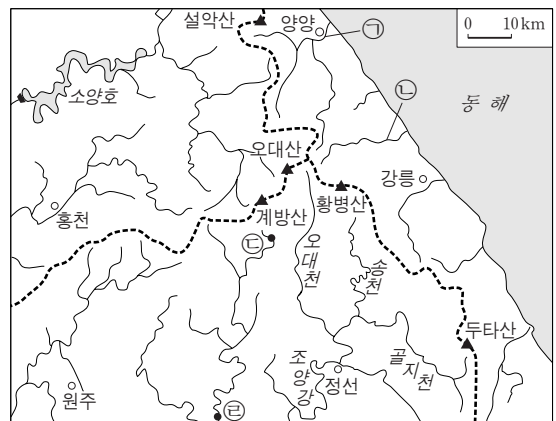 설악산
양양
㉠
0 10km
소양호
㉡
동해
오대산
강릉
홍천
계방산
황병산
㉢
오대천
송천
두타산
조양강
정선
골지천
원주
㉣